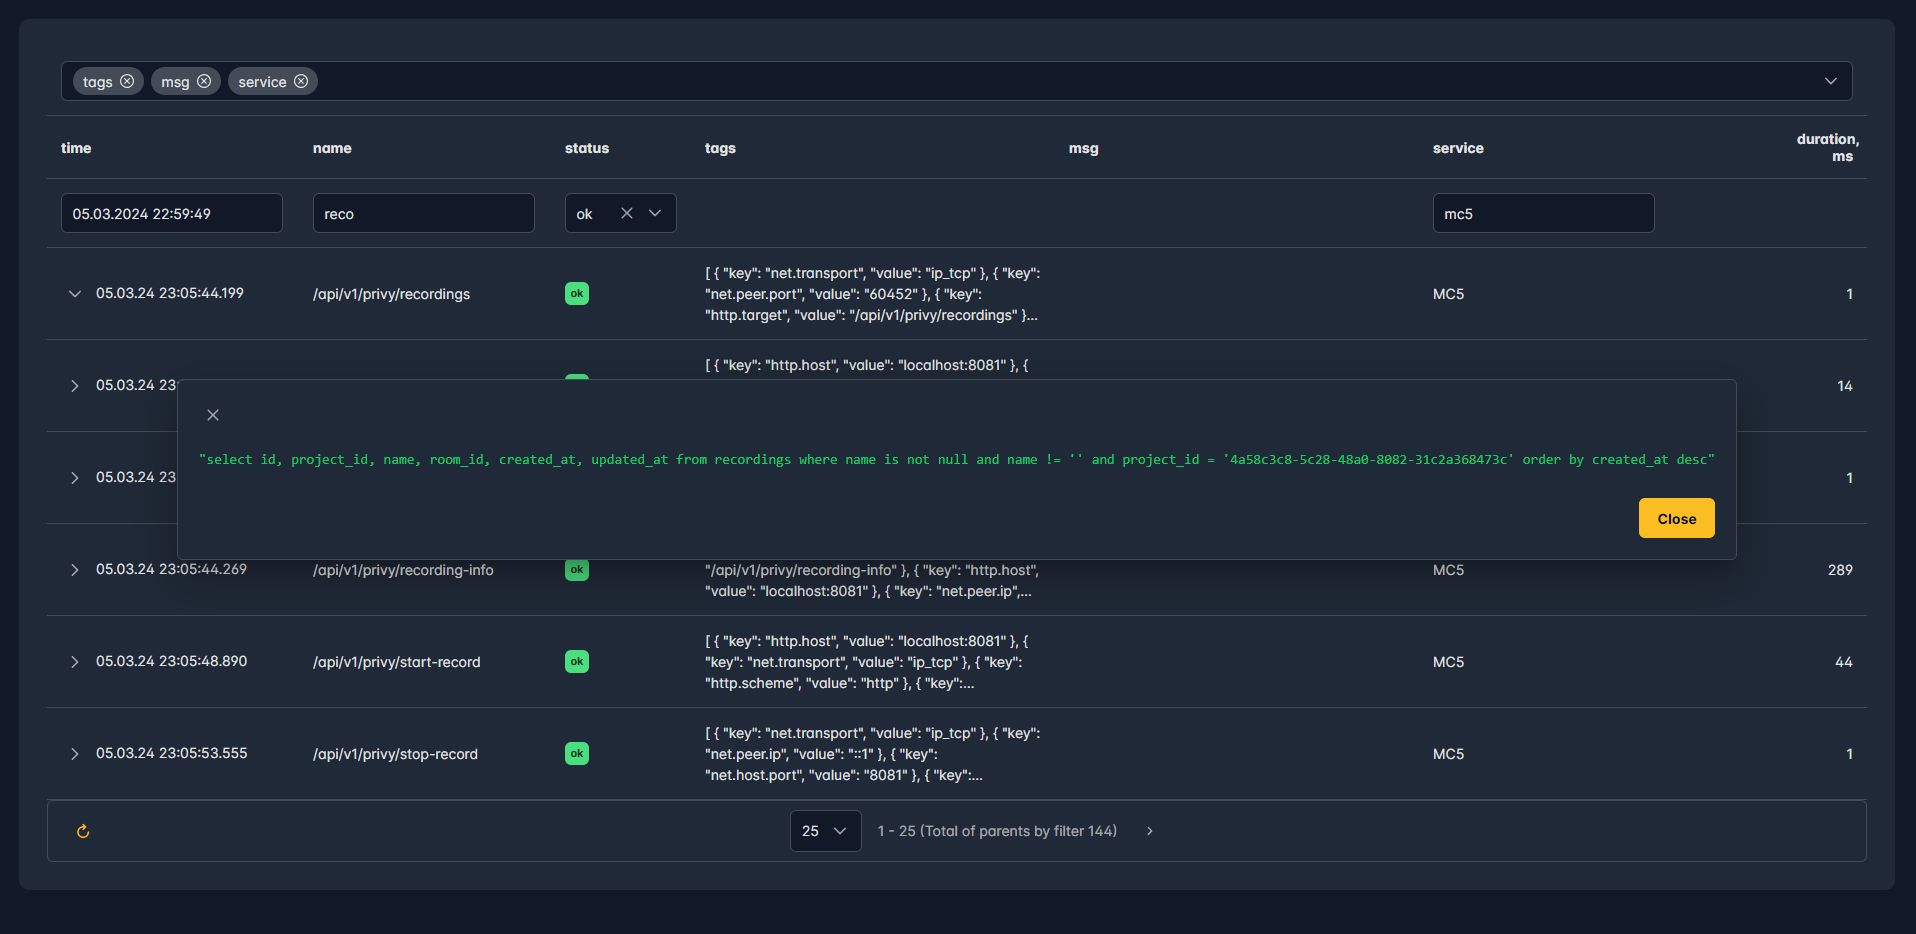 tags msg service
time name status tags msg service duration, ms
05.03.2024 22:59:49 reco ok mc5
05.03.24 23:05:44.199 /api/v1/privy/recordings ok [ { "key": "net.transport", "value": "ip_tcp" }, { "key":
"net.peer.port", "value": "60452" }, { "key":
"http.target", "value": "/api/v1/privy/recordings" }...
MC5 1
[ { "key": "http.host", "value": "localhost:8081" }, {
05.03.24 23: 14
"select id, project_id, name, room_id, created_at, updated_at from recordings where name is not null and name != '' and project_id = '4a58c3c8-5c28-48a0-8082-31c2a368473c' order by created_at desc"
05.03.24 23 1
Close
05.03.24 23:05:44.269 /api/v1/privy/recording-info ok "/api/v1/privy/recording-info" }, { "key": "http.host",
"value": "localhost:8081" }, { "key": "net.peer.ip",...
MC5 289
05.03.24 23:05:48.890 /api/v1/privy/start-record ok [ { "key": "http.host", "value": "localhost:8081" }, {
"key": "net.transport", "value": "ip_tcp" }, { "key":
"http.scheme", "value": "http" }, { "key":...
MC5 44
05.03.24 23:05:53.555 /api/v1/privy/stop-record ok [ { "key": "net.transport", "value": "ip_tcp" }, { "key":
"net.peer.ip", "value": "::1" }, { "key":
"net.host.port", "value": "8081" }, { "key":...
MC5 1
25 1 - 25 (Total of parents by filter 144)